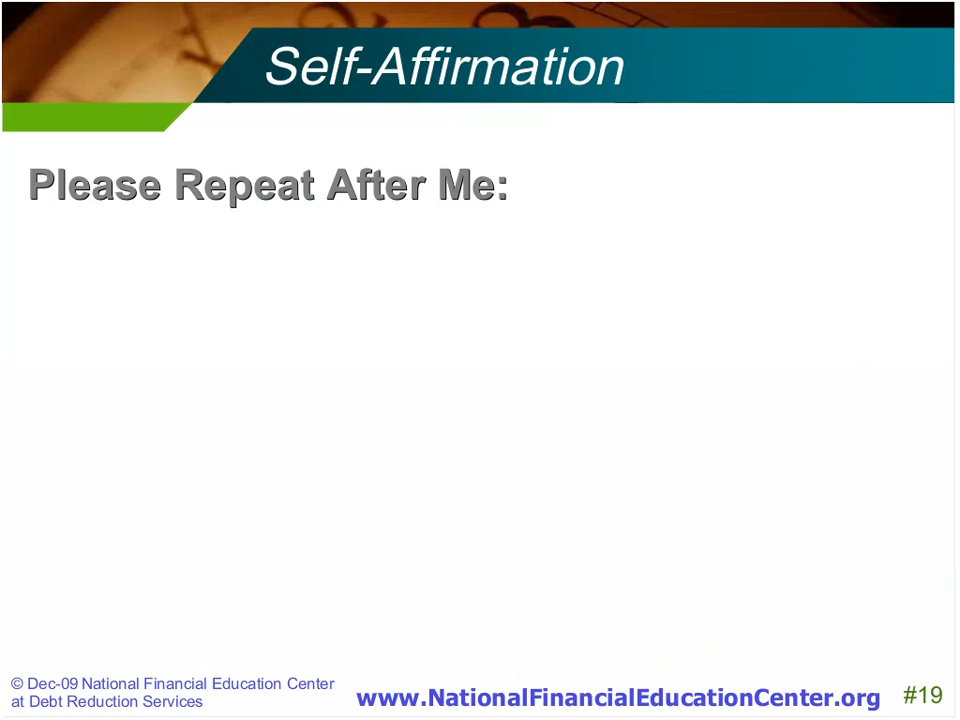 Self-Affirmation
Please Repeat After Me:
© Dec-09 National Financial Education Center
at Debt Reduction Services
www.NationalFinancialEducationCenter.org
#19